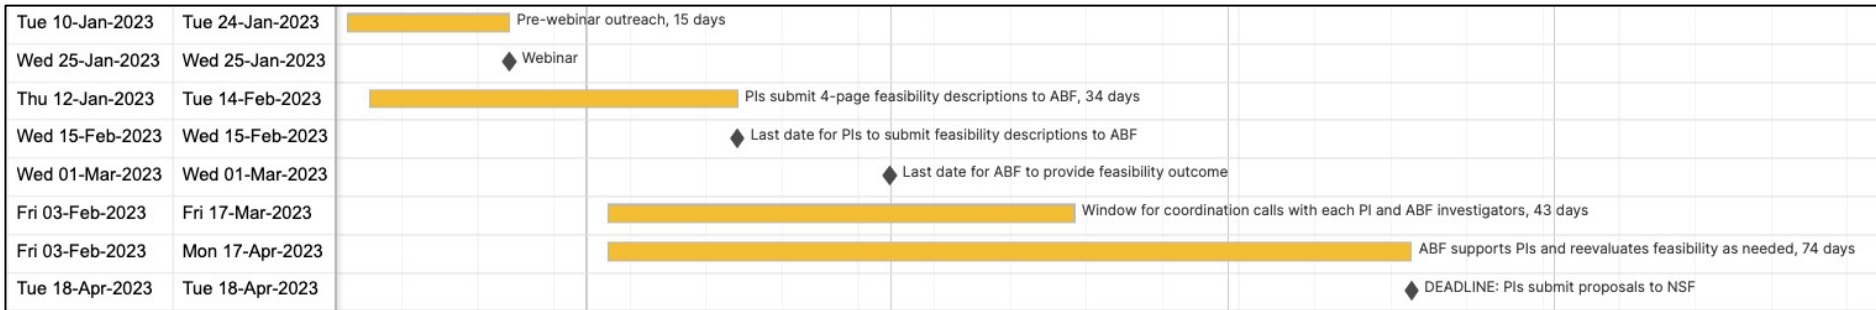 Tue 10-Jan-2023 Tue 24-Jan-2023 Pre-webinar outreach, 15 days
Wed 25-Jan-2023 Wed 25-Jan-2023 Webinar
Thu 12-Jan-2023 Tue 14-Feb-2023 PIs submit 4-page feasibility descriptions to ABF, 34 days
Wed 15-Feb-2023 Wed 15-Feb-2023 Last date for PIs to submit feasibility descriptions to ABF
Wed 01-Mar-2023 Wed 01-Mar-2023 Last date for ABF to provide feasibility outcome
Fri 03-Feb-2023 Fri 17-Mar-2023 Window for coordination calls with each PI and ABF investigators, 43 days
Fri 03-Feb-2023 Mon 17-Apr-2023 ABF supports PIs and reevaluates feasibility as needed, 74 days
Tue 18-Apr-2023 Tue 18-Apr-2023 DEADLINE: PIs submit proposals to NSF